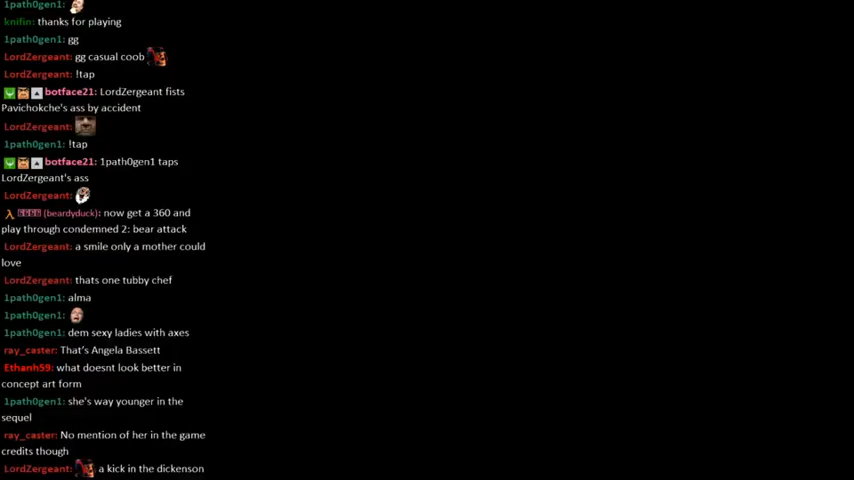 1path0gen1:
knifin: thanks for playing
1path0gen1: gg
LordZergeant: gg casual coob
LordZergeant: !tap
botface21: LordZergeant fists
Pavichokche's ass by accident
LordZergeant:
1path0gen1: !tap
botface21: 1path0gen1 taps
LordZergeant's ass
LordZergeant:
(beardyduck): now get a 360 and
play through condemned 2: bear attack
LordZergeant: a smile only a mother could
love
LordZergeant: thats one tubby chef
1path0gen1: alma
1path0gen1:
1path0gen1: dem sexy ladies with axes
ray_caster: That's Angela Bassett
Ethanh59: what doesnt look better in
concept art form
1path0gen1: she's way younger in the
sequel
ray_caster: No mention of her in the game
credits though
LordZergeant: a kick in the dickenson